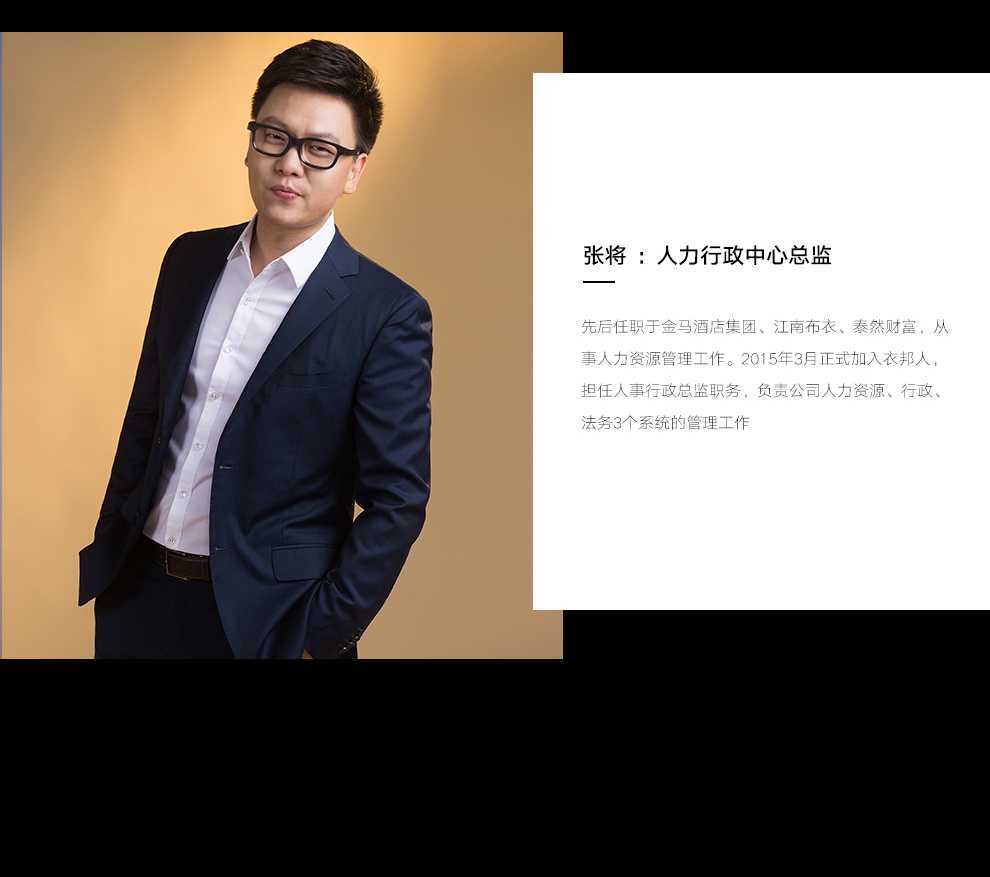 张将 : 人力行政中心总监
先后任职于金马酒店集团、江南布衣、泰然财富，从
事人力资源管理工作。2015年3月正式加入衣邦人，
担任人事行政总监职务，负责公司人力资源、行政、
法务3个系统的管理工作